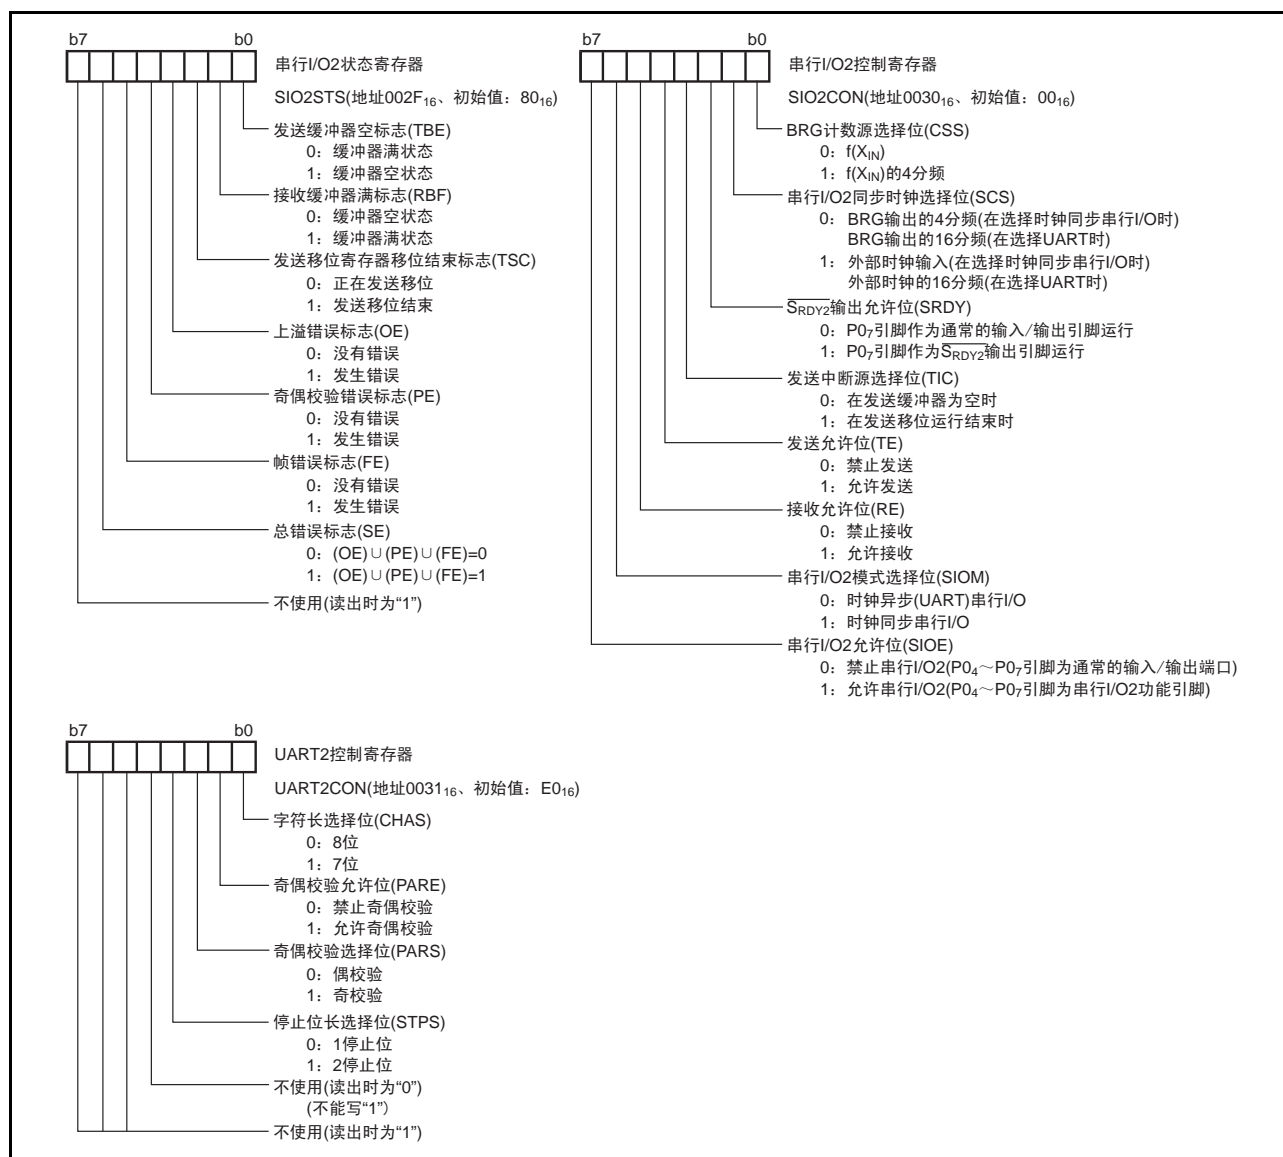 b7 b0
串行I/O2状态寄存器
SIO2STS(地址002F₁₆、初始值：80₁₆)
发送缓冲器空标志(TBE)
0：缓冲器满状态
1：缓冲器空状态
接收缓冲器满标志(RBF)
0：缓冲器空状态
1：缓冲器满状态
发送移位寄存器移位结束标志(TSC)
0：正在发送移位
1：发送移位结束
上溢错误标志(OE)
0：没有错误
1：发生错误
奇偶校验错误标志(PE)
0：没有错误
1：发生错误
帧错误标志(FE)
0：没有错误
1：发生错误
总错误标志(SE)
0：(OE)∪(PE)∪(FE)=0
1：(OE)∪(PE)∪(FE)=1
不使用(读出时为“1”)
b7 b0
串行I/O2控制寄存器
SIO2CON(地址0030₁₆、初始值：00₁₆)
BRG计数源选择位(CSS)
0：f(XIN)
1：f(XIN)的4分频
串行I/O2同步时钟选择位(SCS)
0：BRG输出的4分频(在选择时钟同步串行I/O时)
BRG输出的16分频(在选择UART时)
1：外部时钟输入(在选择时钟同步串行I/O时)
外部时钟的16分频(在选择UART时)
SRDY2输出允许位(SRDY)
0：P0₇引脚作为通常的输入/输出引脚运行
1：P0₇引脚作为SRDY2输出引脚运行
发送中断源选择位(TIC)
0：在发送缓冲器为空时
1：在发送移位运行结束时
发送允许位(TE)
0：禁止发送
1：允许发送
接收允许位(RE)
0：禁止接收
1：允许接收
串行I/O2模式选择位(SIOM)
0：时钟异步(UART)串行I/O
1：时钟同步串行I/O
串行I/O2允许位(SIOE)
0：禁止串行I/O2(P0₄～P0₇引脚为通常的输入/输出端口)
1：允许串行I/O2(P0₄～P0₇引脚为串行I/O2功能引脚)
b7 b0
UART2控制寄存器
UART2CON(地址0031₁₆、初始值：E0₁₆)
字符长选择位(CHAS)
0：8位
1：7位
奇偶校验允许位(PARE)
0：禁止奇偶校验
1：允许奇偶校验
奇偶校验选择位(PARS)
0：偶校验
1：奇校验
停止位长选择位(STPS)
0：1停止位
1：2停止位
不使用(读出时为“0”)
(不能写“1”)
不使用(读出时为“1”)